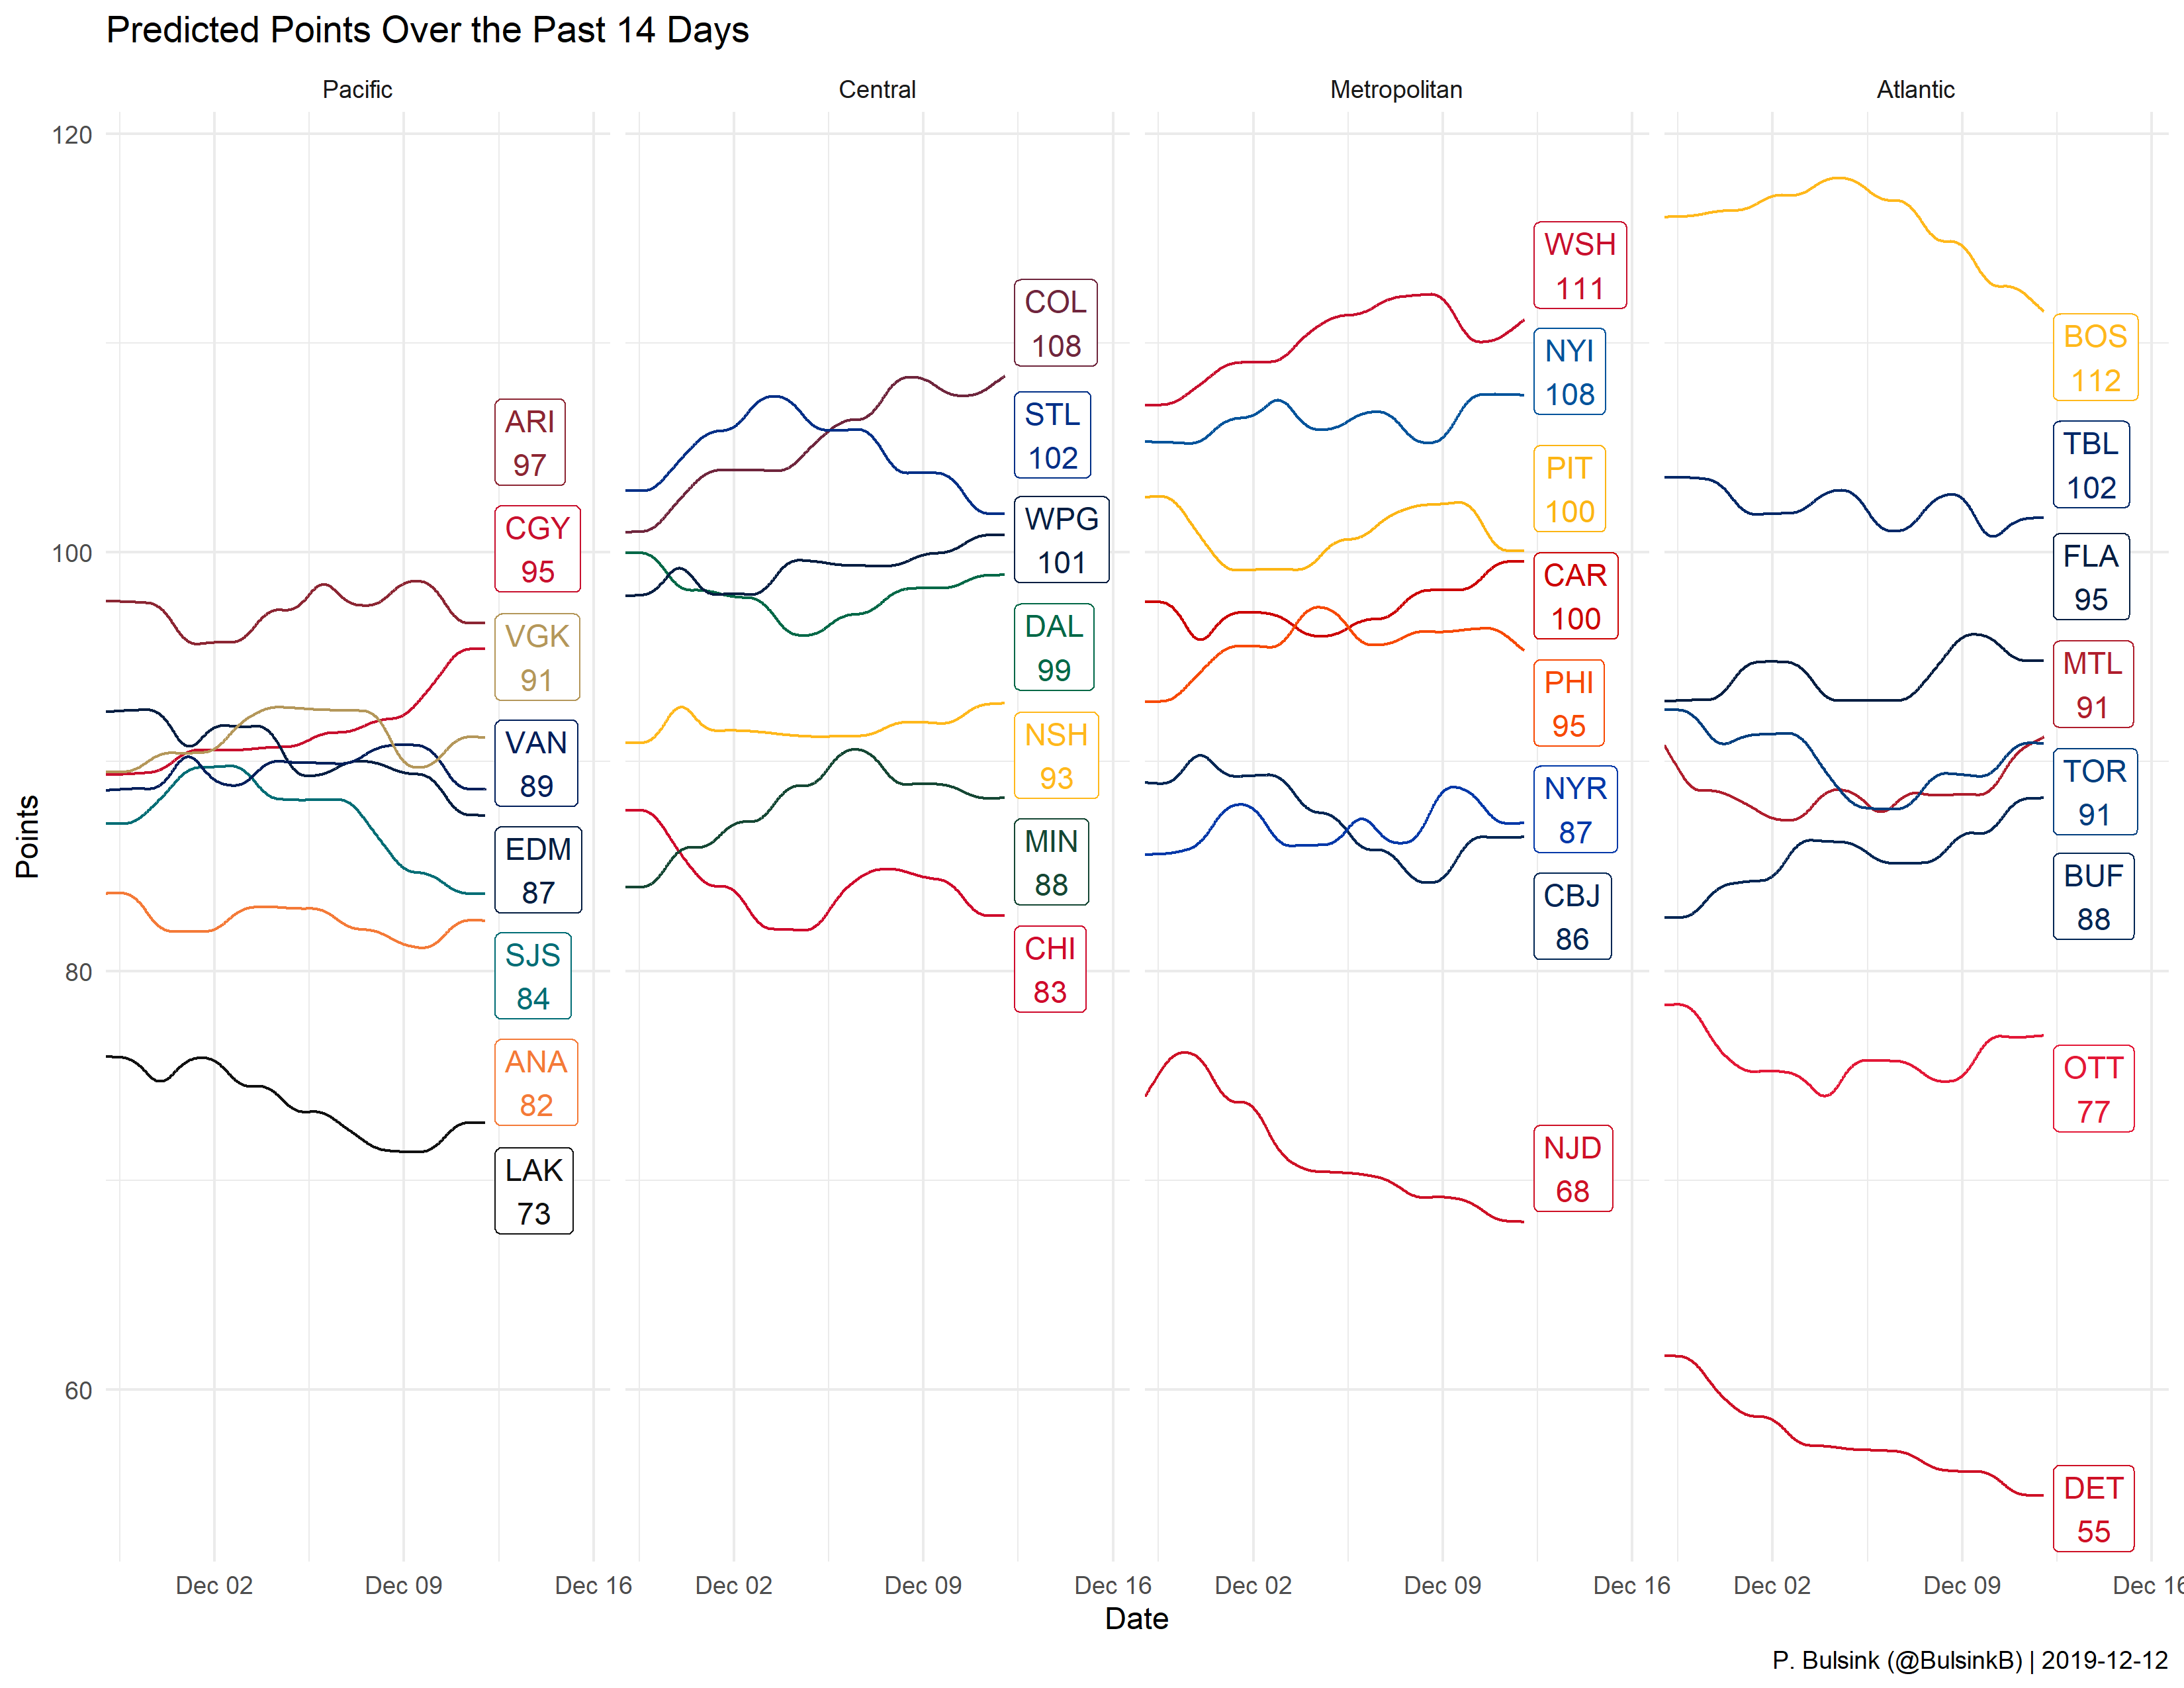 Predicted Points Over the Past 14 Days
Pacific
Central
Metropolitan
Atlantic
Points
120
100
80
60
ARI
97
CGY
95
VGK
91
VAN
89
EDM
87
SJS
84
ANA
82
LAK
73
COL
108
STL
102
WPG
101
DAL
99
NSH
93
MIN
88
CHI
83
WSH
111
NYI
108
PIT
100
CAR
100
PHI
95
NYR
87
CBJ
86
NJD
68
BOS
112
TBL
102
FLA
95
MTL
91
TOR
91
BUF
88
OTT
77
DET
55
Dec 02 Dec 09 Dec 16 Dec 02 Dec 09 Dec 16 Dec 02 Dec 09 Dec 16 Dec 02 Dec 09 Dec 16
Date
P. Bulsink (@BulsinkB) | 2019-12-12